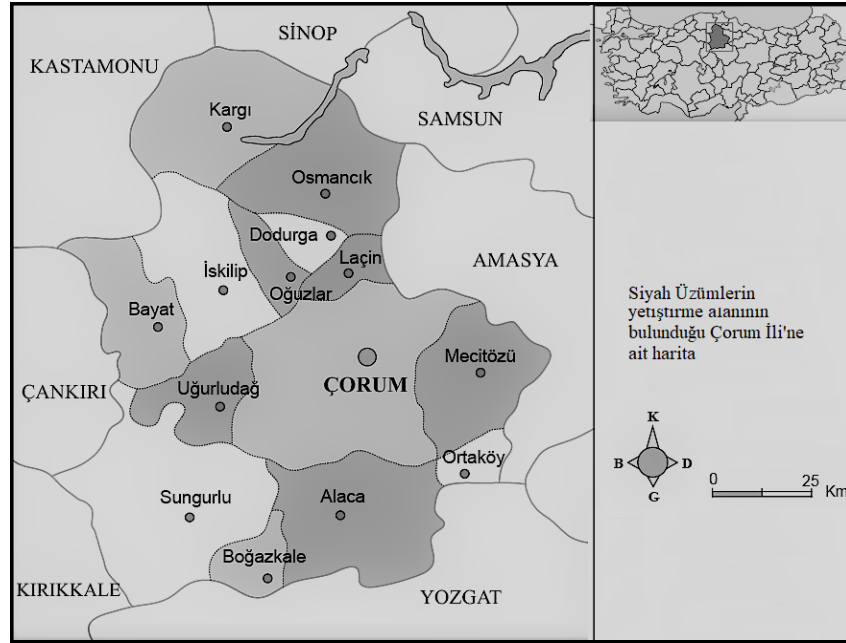 SİNOP
KASTAMONU
Kargı
SAMSUN
Osmancık
Dodurga
Laçin
AMASYA
İskilip
Oğuzlar
Bayat
Mecitözü
ÇANKIRI
Uğurludağ
ÇORUM
Ortaköy
Sungurlu
Alaca
Boğazkale
KIRIKKALE
YOZGAT
Siyah Üzümlerin
yetiştirme alanının
bulunduğu Çorum İli'ne
ait harita
K
B D
G
0 25
Km